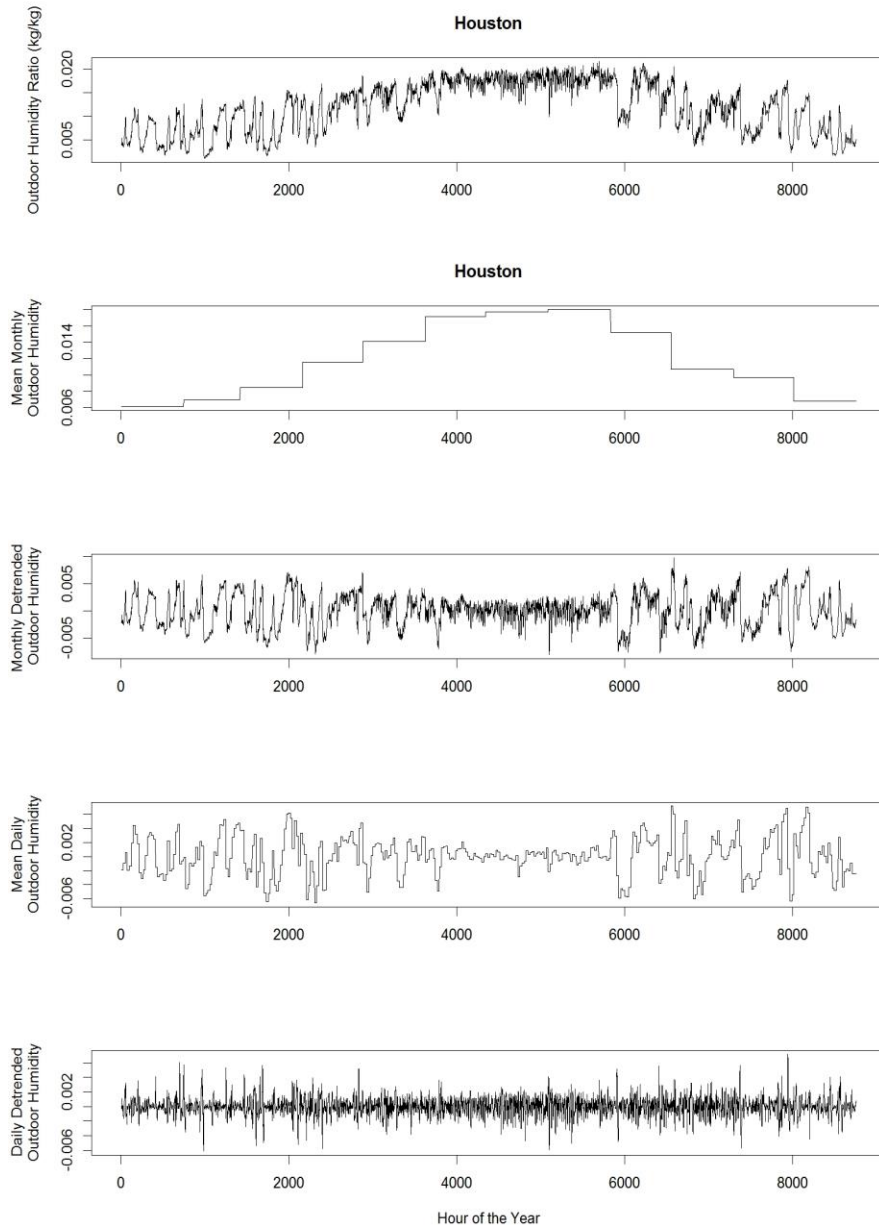 Houston
Outdoor Humidity Ratio (kg/kg)
0.020
0.005
0 2000 4000 6000 8000
Houston
Mean Monthly
Outdoor Humidity
0.014
0.006
0 2000 4000 6000 8000
Monthly Detrended
Outdoor Humidity
0.005
-0.005
0 2000 4000 6000 8000
Mean Daily
Outdoor Humidity
0.002
-0.006
0 2000 4000 6000 8000
Daily Detrended
Outdoor Humidity
0.002
-0.006
0 2000 4000 6000 8000
Hour of the Year